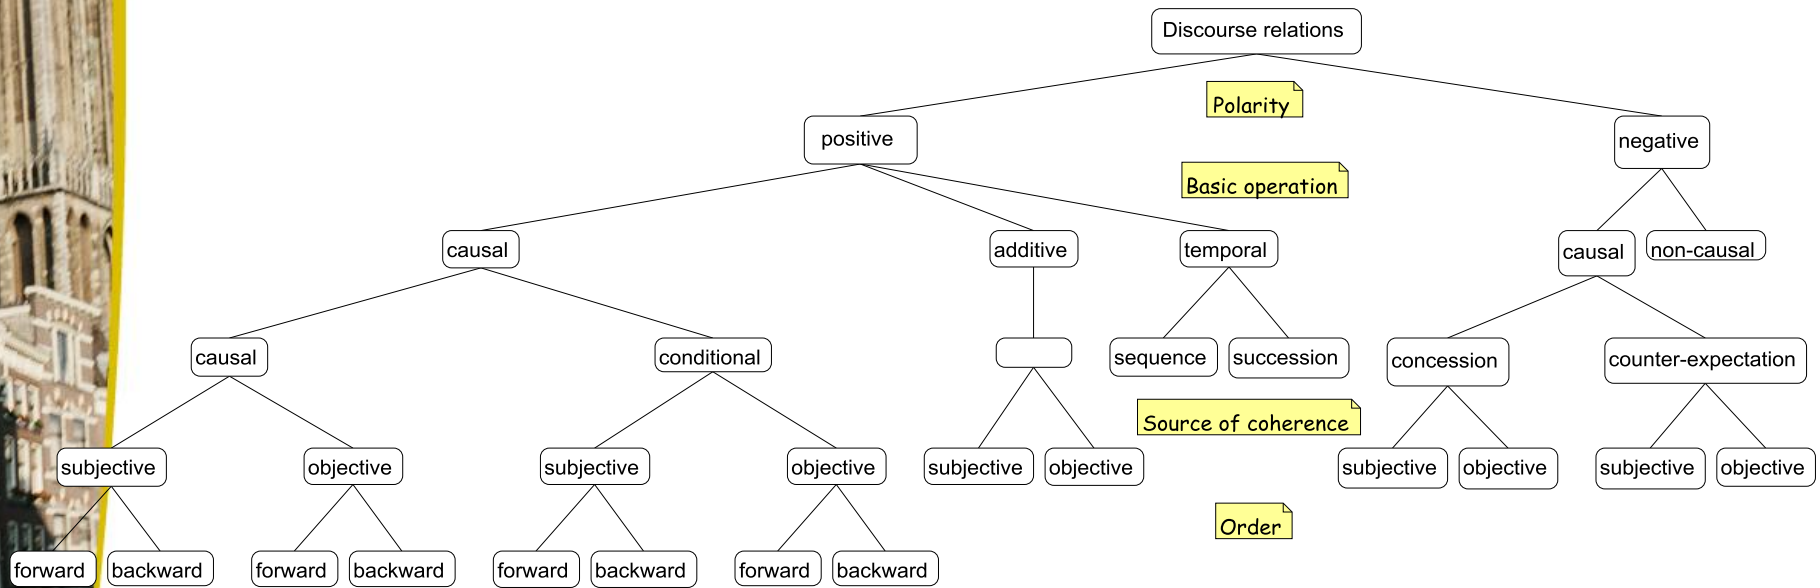 Discourse relations
Polarity
positive
negative
Basic operation
causal
additive
temporal
causal
non-causal
causal
conditional
sequence
succession
concession
counter-expectation
Source of coherence
subjective
objective
subjective
objective
subjective
objective
subjective
objective
subjective
objective
Order
forward
backward
forward
backward
forward
backward
forward
backward